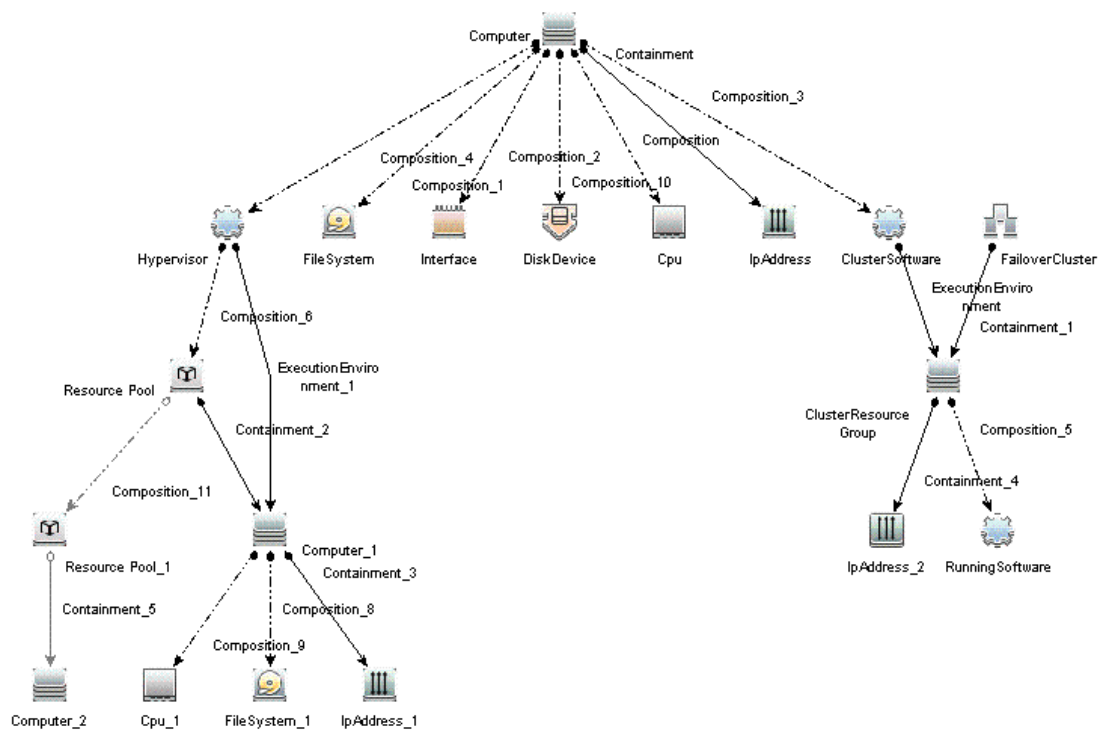 Computer
Containment
Composition_3
Composition
Composition_4
Composition_2
Composition_1
Composition_10
Hypervisor
FileSystem
Interface
DiskDevice
Cpu
IpAddress
ClusterSoftware
FailoverCluster
ExecutionEnviro
nment
Composition_6
Containment_1
ExecutionEnviro
nment_1
Resource Pool
ClusterResource
Group
Containment_2
Composition_5
Composition_11
Containment_4
Computer_1
Resource Pool_1
Containment_3
IpAddress_2
RunningSoftware
Containment_5
Composition_8
Composition_9
Computer_2
Cpu_1
FileSystem_1
IpAddress_1